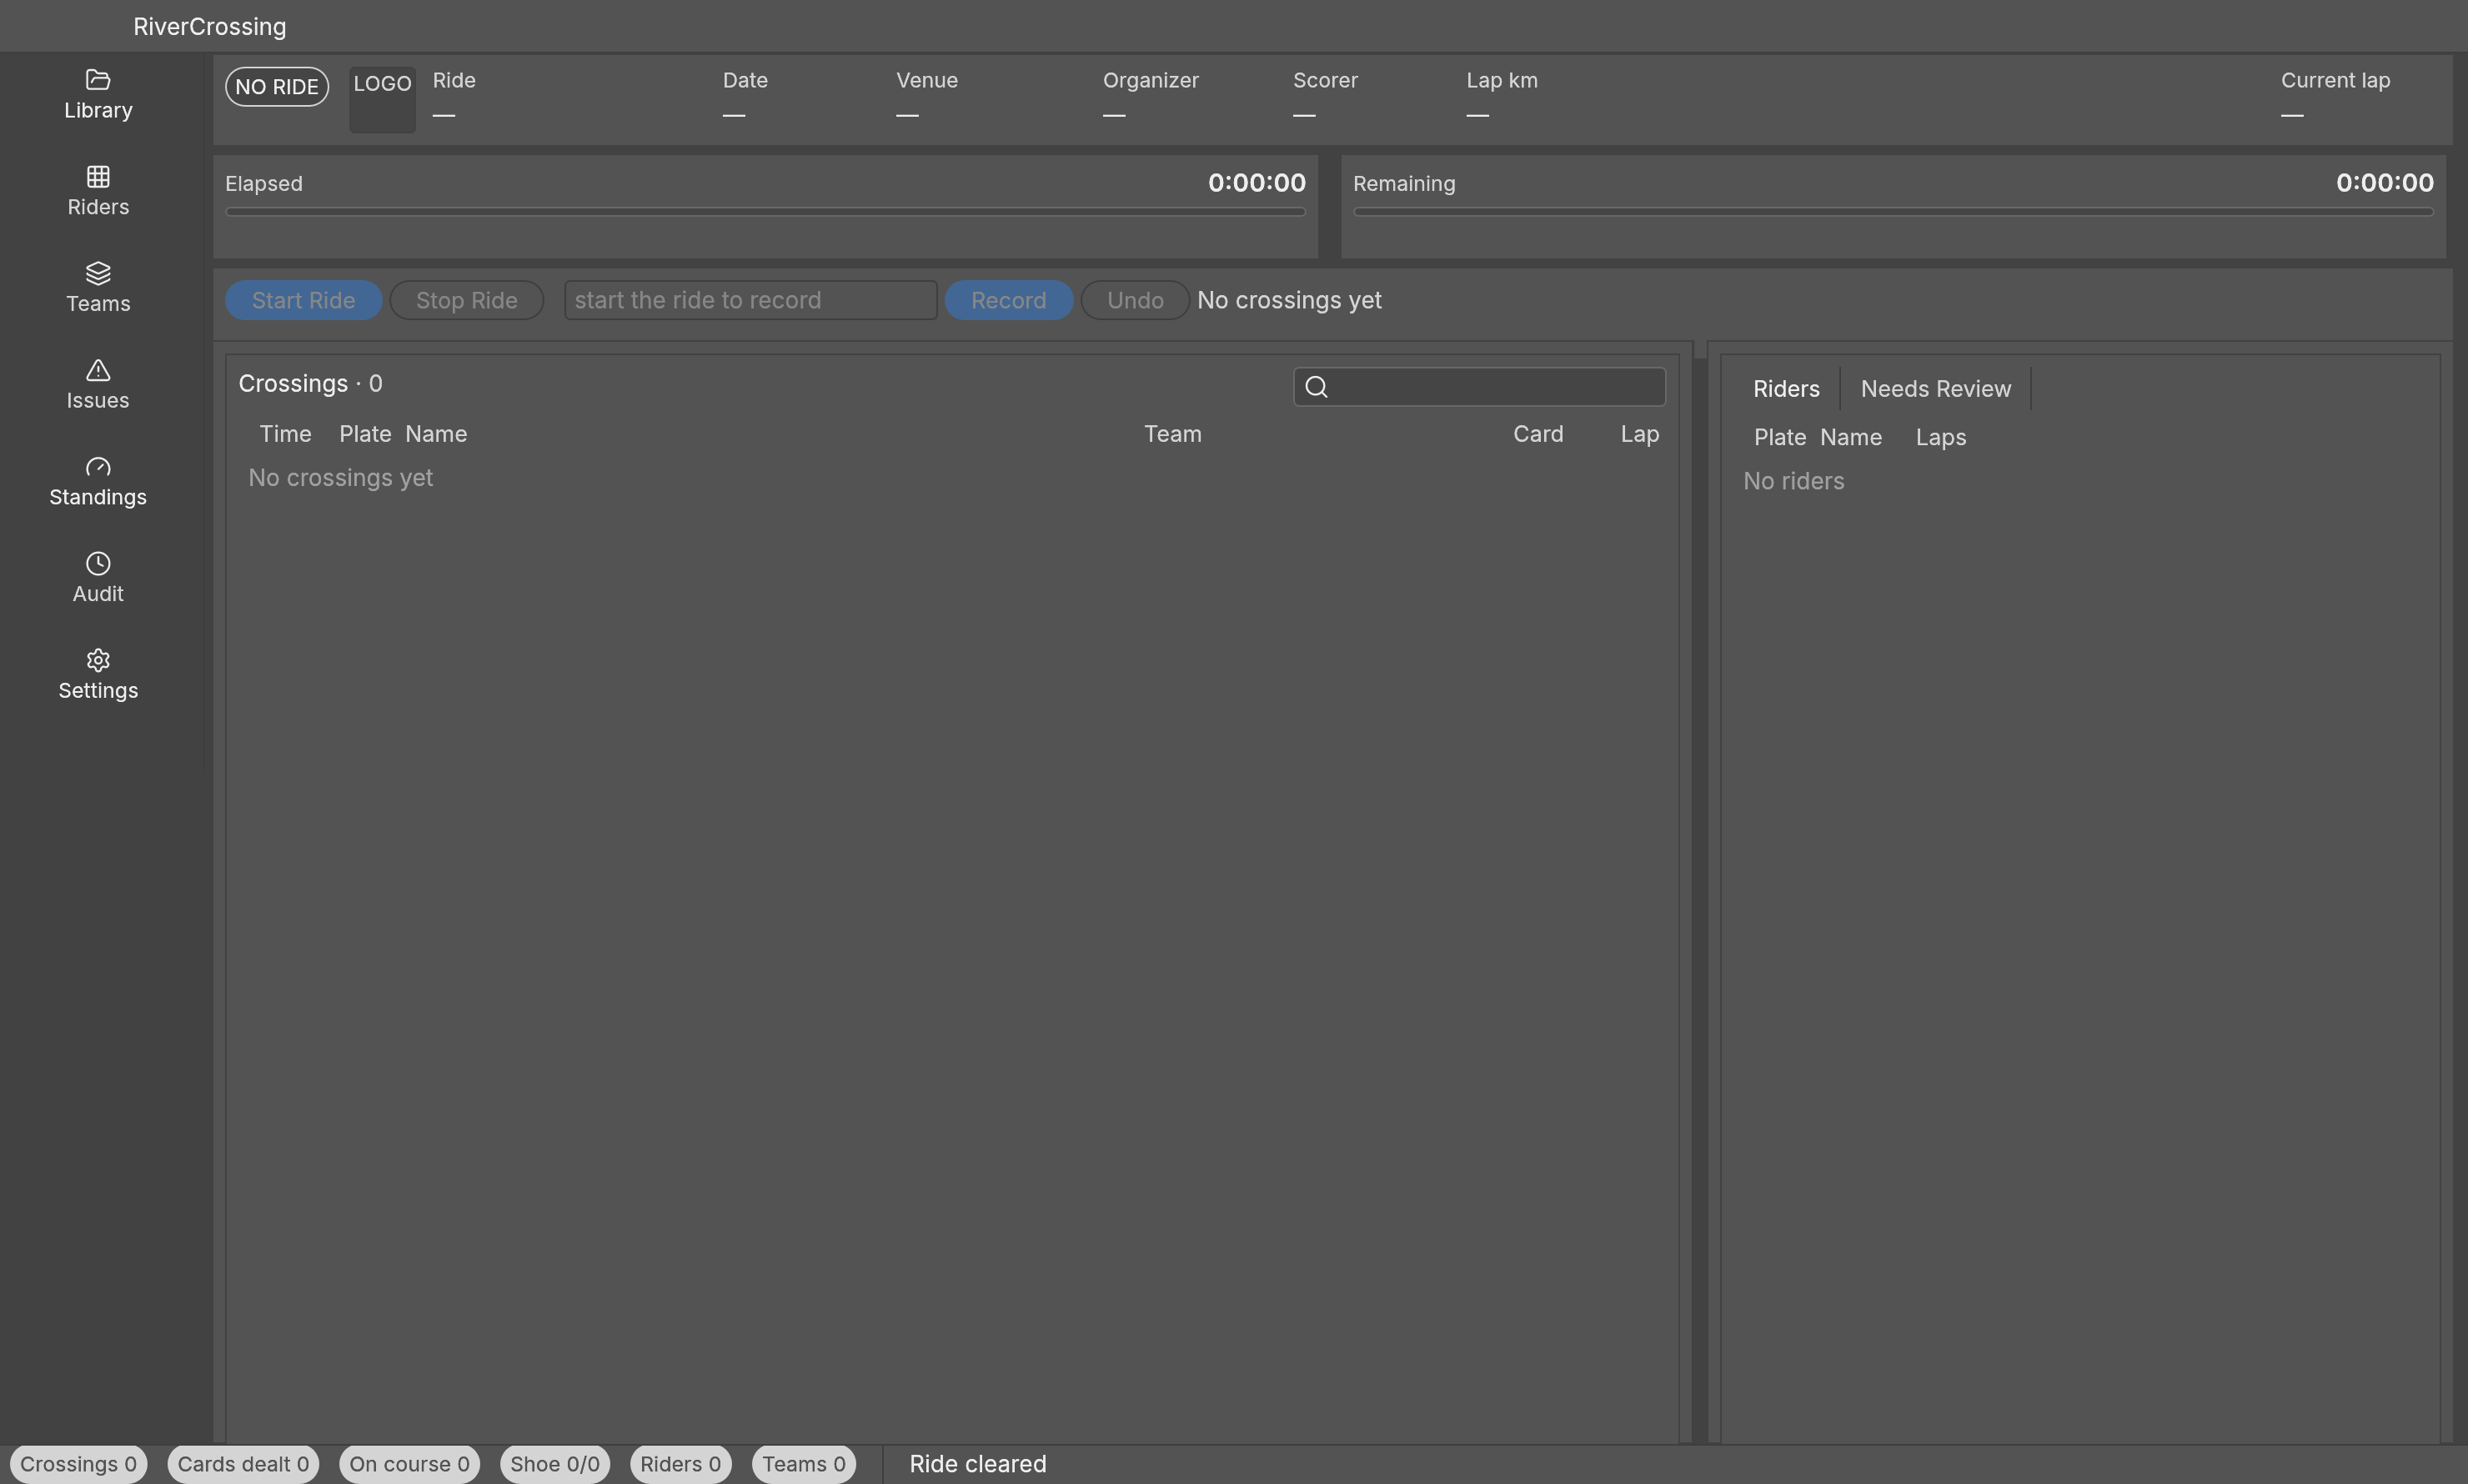 RiverCrossing
Library
Riders
Teams
Issues
Standings
Audit
Settings
NO RIDE
LOGO
Ride
—
Date
—
Venue
—
Organizer
—
Scorer
—
Lap km
—
Current lap
—
Elapsed 0:00:00
Remaining 0:00:00
Start Ride Stop Ride start the ride to record Record Undo No crossings yet
Crossings · 0
Time Plate Name Team Card Lap
No crossings yet
Riders Needs Review
Plate Name Laps
No riders
Crossings 0 Cards dealt 0 On course 0 Shoe 0/0 Riders 0 Teams 0 Ride cleared